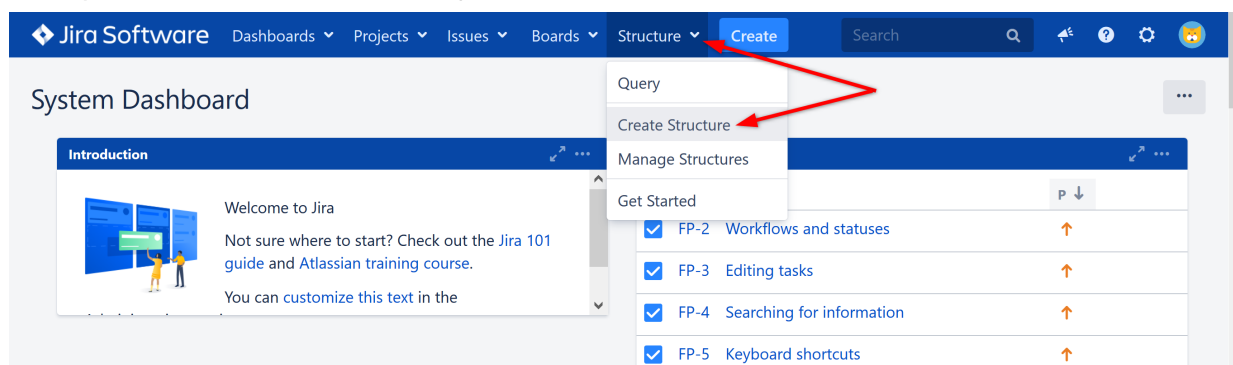 Jira Software Dashboards Projects Issues Boards Structure Create Search
System Dashboard
Query
Create Structure
Manage Structures
Get Started
Introduction
Welcome to Jira
Not sure where to start? Check out the Jira 101
guide and Atlassian training course.
You can customize this text in the
P
FP-2 Workflows and statuses
FP-3 Editing tasks
FP-4 Searching for information
FP-5 Keyboard shortcuts